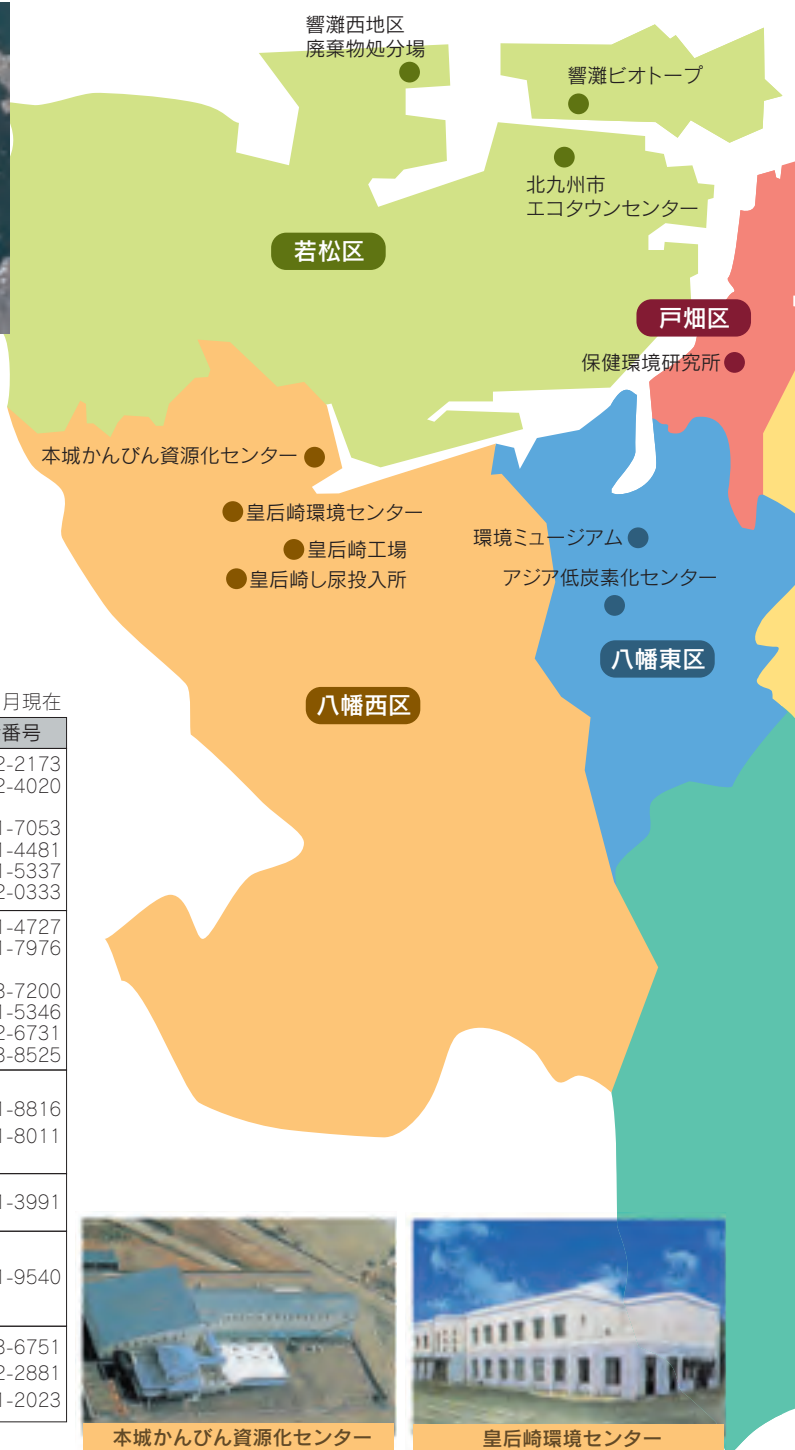 響灘西地区
廃棄物処分場
響灘ビオトープ
北九州市
エコタウンセンター
若松区
戸畑区
保健環境研究所
本城かんびん資源化センター
皇后崎環境センター
皇后崎工場
皇后崎し尿投入所
環境ミュージアム
アジア低炭素化センター
八幡東区
八幡西区
月現在
番号
2-2173
2-4020
1-7053
1-4481
1-5337
2-0333
1-4727
1-7976
3-7200
1-5346
2-6731
3-8525
1-8816
1-8011
1-3991
1-9540
3-6751
2-2881
1-2023
本城かんびん資源化センター
皇后崎環境センター